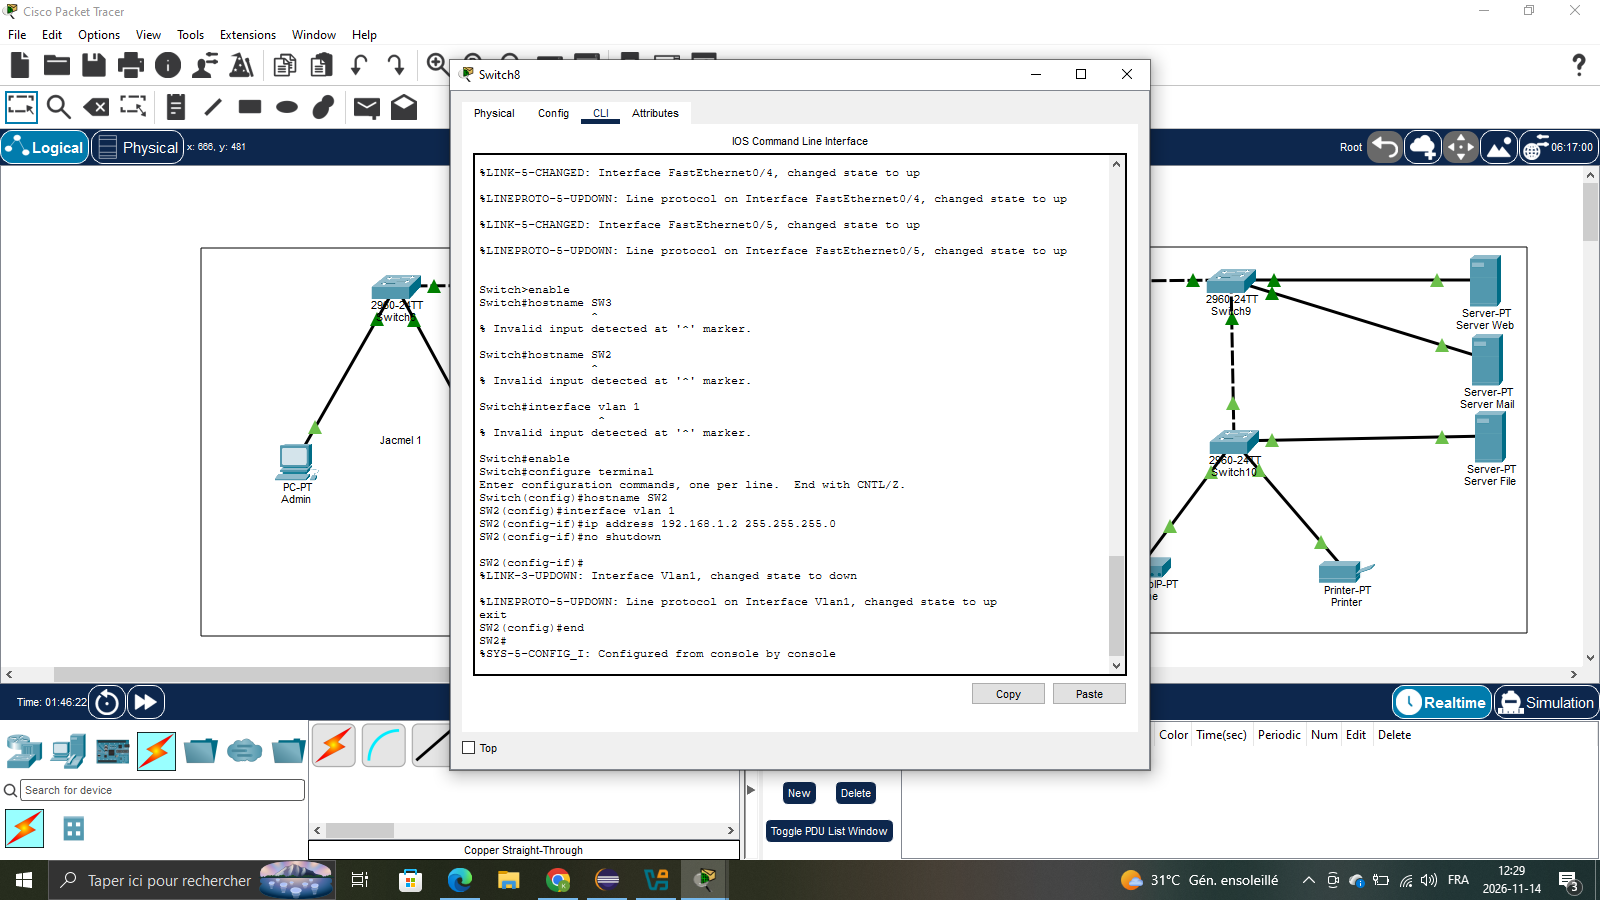 Cisco Packet Tracer
File Edit Options View Tools Extensions Window Help
Switch8
Physical Config CLI Attributes
IOS Command Line Interface
Logical Physical x: 666, y: 481
Root 06:17:00
%LINK-5-CHANGED: Interface FastEthernet0/4, changed state to up
%LINEPROTO-5-UPDOWN: Line protocol on Interface FastEthernet0/4, changed state to up
%LINK-5-CHANGED: Interface FastEthernet0/5, changed state to up
%LINEPROTO-5-UPDOWN: Line protocol on Interface FastEthernet0/5, changed state to up
Switch>enable
Switch#hostname SW3
^
% Invalid input detected at '^' marker.
Switch#hostname SW2
^
% Invalid input detected at '^' marker.
Switch#interface vlan 1
^
% Invalid input detected at '^' marker.
Switch#enable
Switch#configure terminal
Enter configuration commands, one per line.  End with CNTL/Z.
Switch(config)#hostname SW2
SW2(config)#interface vlan 1
SW2(config-if)#ip address 192.168.1.2 255.255.255.0
SW2(config-if)#no shutdown
SW2(config-if)#
%LINK-3-UPDOWN: Interface Vlan1, changed state to down
%LINEPROTO-5-UPDOWN: Line protocol on Interface Vlan1, changed state to up
exit
SW2(config)#end
SW2#
%SYS-5-CONFIG_I: Configured from console by console
Copy Paste
Top
2960-24TT
Jacmel 1
PC-PT
Admin
2960-24TT
Switch9
Server-PT
Server Web
Server-PT
Server Mail
2960-24TT
Switch10
Server-PT
Server File
Printer-PT
Printer
Time: 01:46:22
Realtime Simulation
Color Time(sec) Periodic Num Edit Delete
Search for device
New Delete
Toggle PDU List Window
Copper Straight-Through
Taper ici pour rechercher
31°C Gén. ensoleillé
FRA
12:29
2026-11-14
3